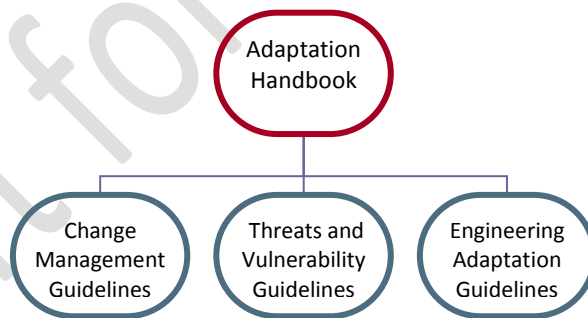 Adaptation
Handbook
Change
Management
Guidelines
Threats and
Vulnerability
Guidelines
Engineering
Adaptation
Guidelines